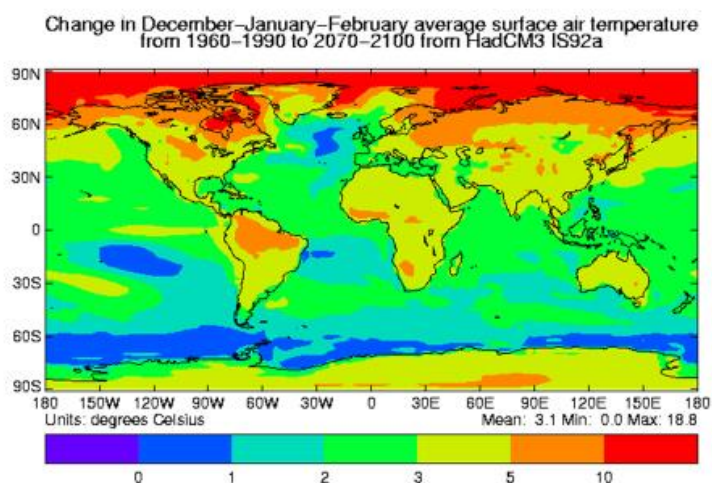 Change in December-January-February average surface air temperature
from 1960-1990 to 2070-2100 from HadCM3 IS92a
90N
60N
30N
0
30S
60S
90S
180 150W 120W 90W 60W 30W 0 30E 60E 90E 120E 150E 180
Units: degrees Celsius Mean: 3.1 Min: 0.0 Max: 18.8
0 1 2 3 5 10